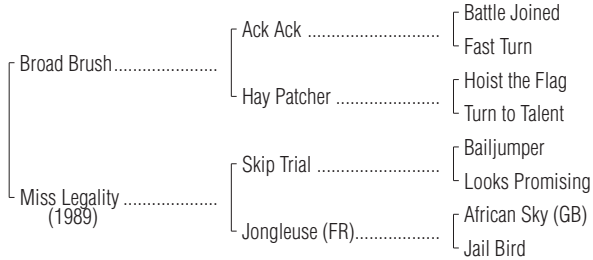 Battle Joined
Ack Ack ..............................
Fast Turn
Broad Brush.....................
Hoist the Flag
Hay Patcher ......................
Turn to Talent
Bailjumper
Skip Trial ..........................
Looks Promising
Miss Legality ...................
(1989)
African Sky (GB)
Jongleuse (FR).................
Jail Bird